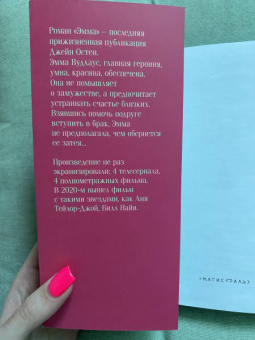 Роман «Эмма» – последняя
прижизненная публикация
Джейн Остен.
Эмма Вудхаус, главная героиня,
умна, красива, обеспечена.
Она не помышляет
о замужестве, а предпочитает
устраивать счастье близких.
Взявшись помочь подруге
вступить в брак, Эмма
не предполагала, чем обернется
ее затея...
Произведение не раз
экранизировали: 4 телесериала,
4 полнометражных фильма.
В 2020-м вышел фильм
с такими звездами, как Аня
Тейлор-Джой, Билл Найи.
⟨МАГИСТРАЛЬ⟩